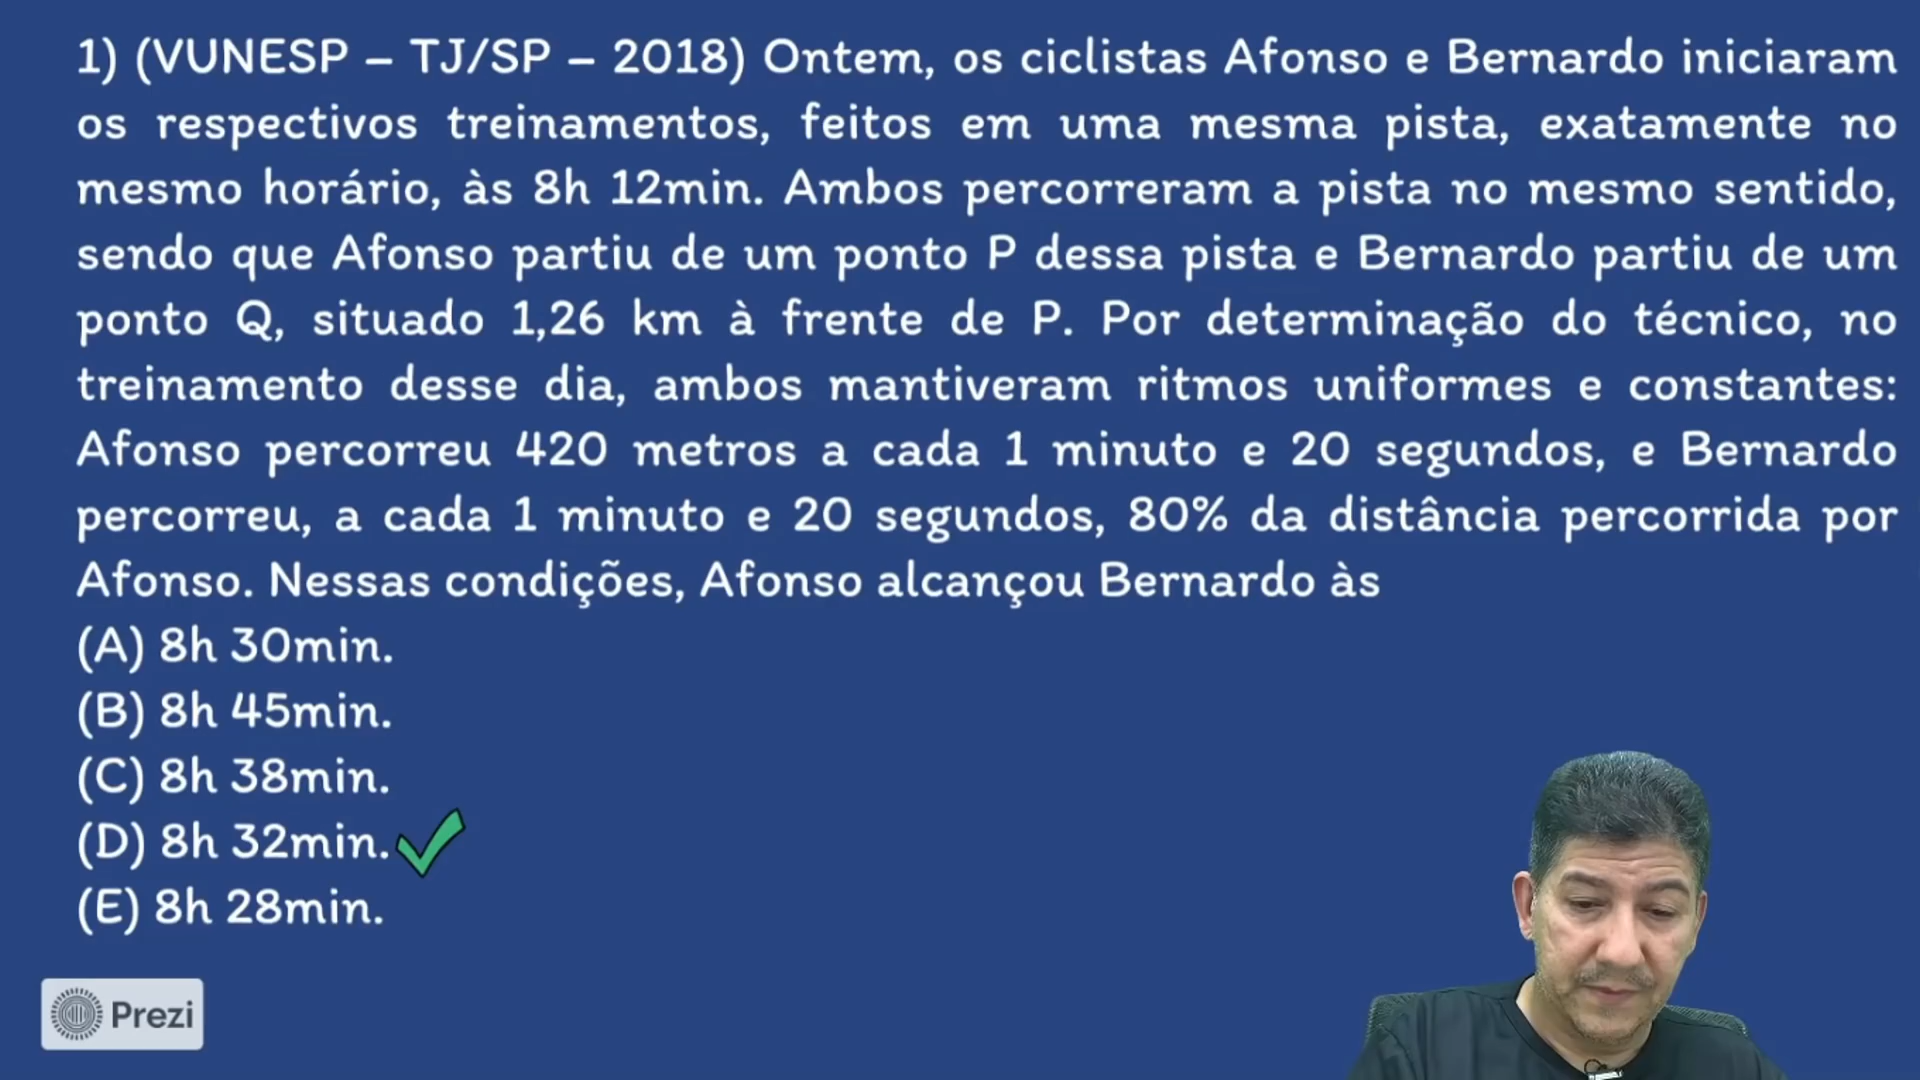 1) (VUNESP – TJ/SP – 2018) Ontem, os ciclistas Afonso e Bernardo iniciaram
os respectivos treinamentos, feitos em uma mesma pista, exatamente no
mesmo horário, às 8h 12min. Ambos percorreram a pista no mesmo sentido,
sendo que Afonso partiu de um ponto P dessa pista e Bernardo partiu de um
ponto Q, situado 1,26 km à frente de P. Por determinação do técnico, no
treinamento desse dia, ambos mantiveram ritmos uniformes e constantes:
Afonso percorreu 420 metros a cada 1 minuto e 20 segundos, e Bernardo
percorreu, a cada 1 minuto e 20 segundos, 80% da distância percorrida por
Afonso. Nessas condições, Afonso alcançou Bernardo às
(A) 8h 30min.
(B) 8h 45min.
(C) 8h 38min.
(D) 8h 32min.
(E) 8h 28min.
Prezi